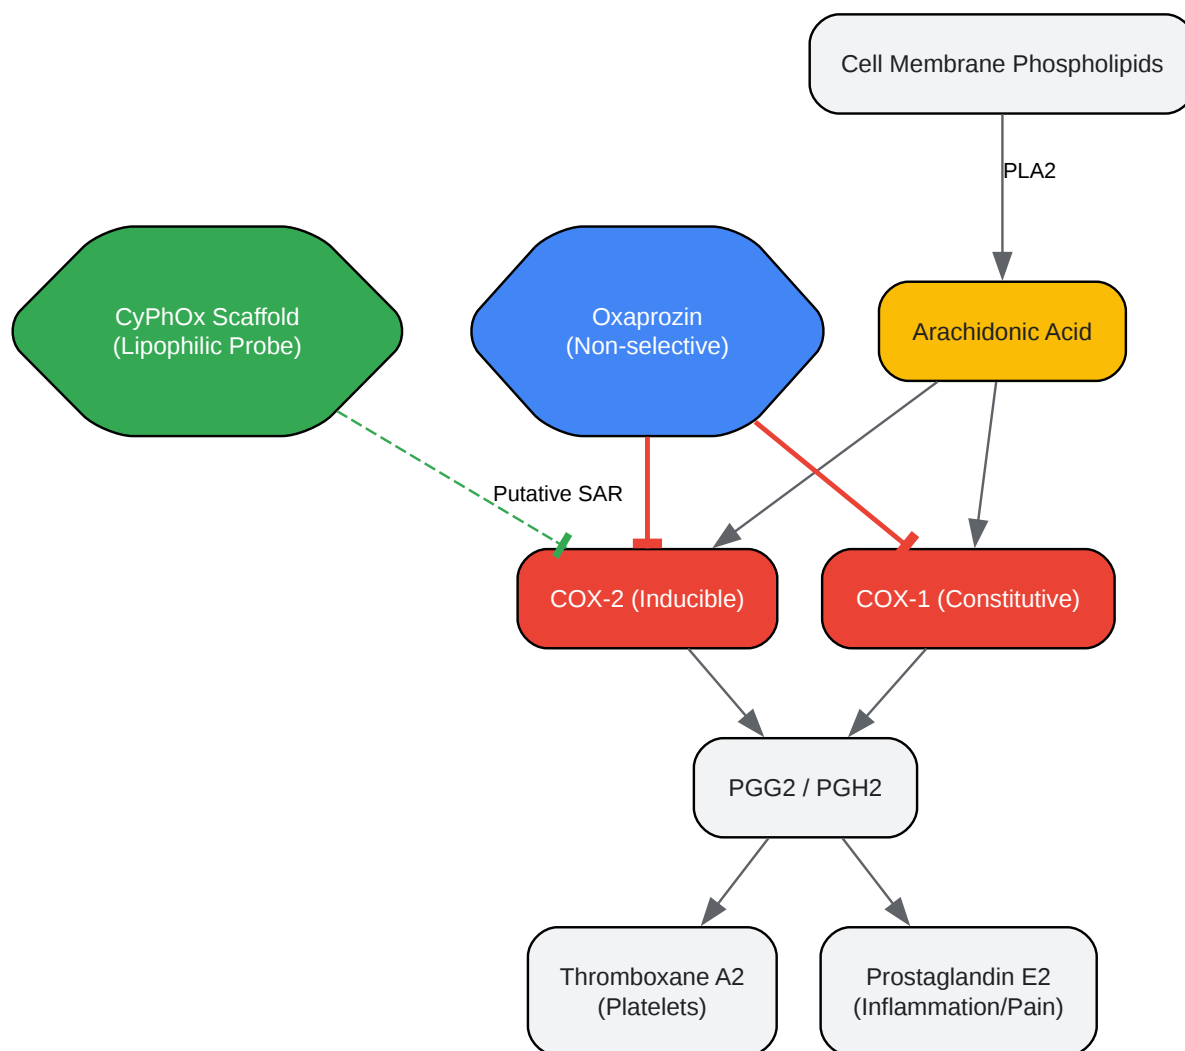 Cell Membrane Phospholipids
PLA2
CyPhOx Scaffold
(Lipophilic Probe)
Oxaprozin
(Non-selective)
Arachidonic Acid
Putative SAR
COX-2 (Inducible)
COX-1 (Constitutive)
PGG2 / PGH2
Thromboxane A2
(Platelets)
Prostaglandin E2
(Inflammation/Pain)